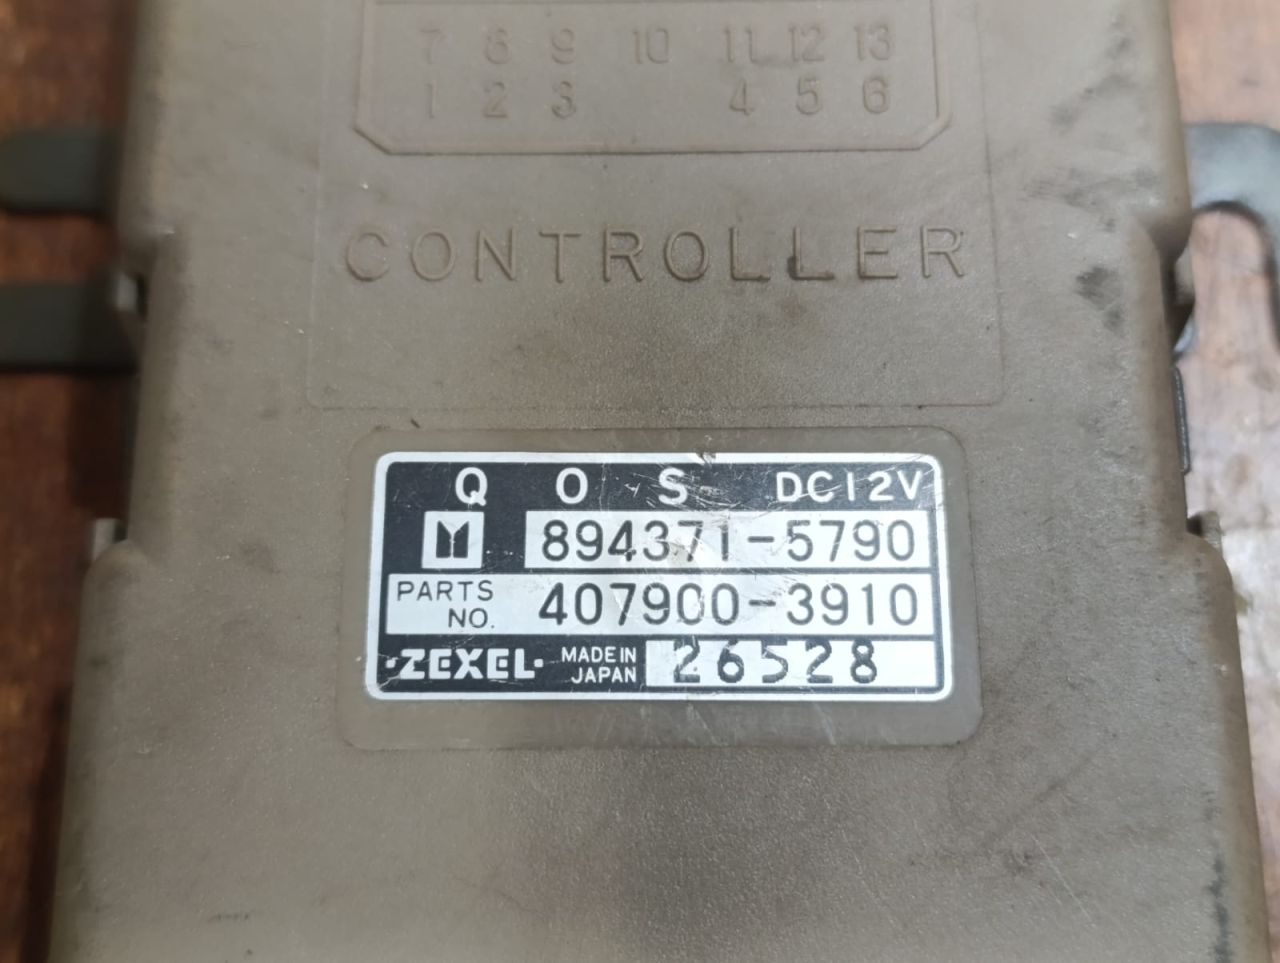 7 8 9 10 11 12 13
1 2 3 4 5 6
CONTROLLER
Q O S DC12V
894371-5790
PARTS NO. 407900-3910
ZEXEL MADE IN JAPAN 26528